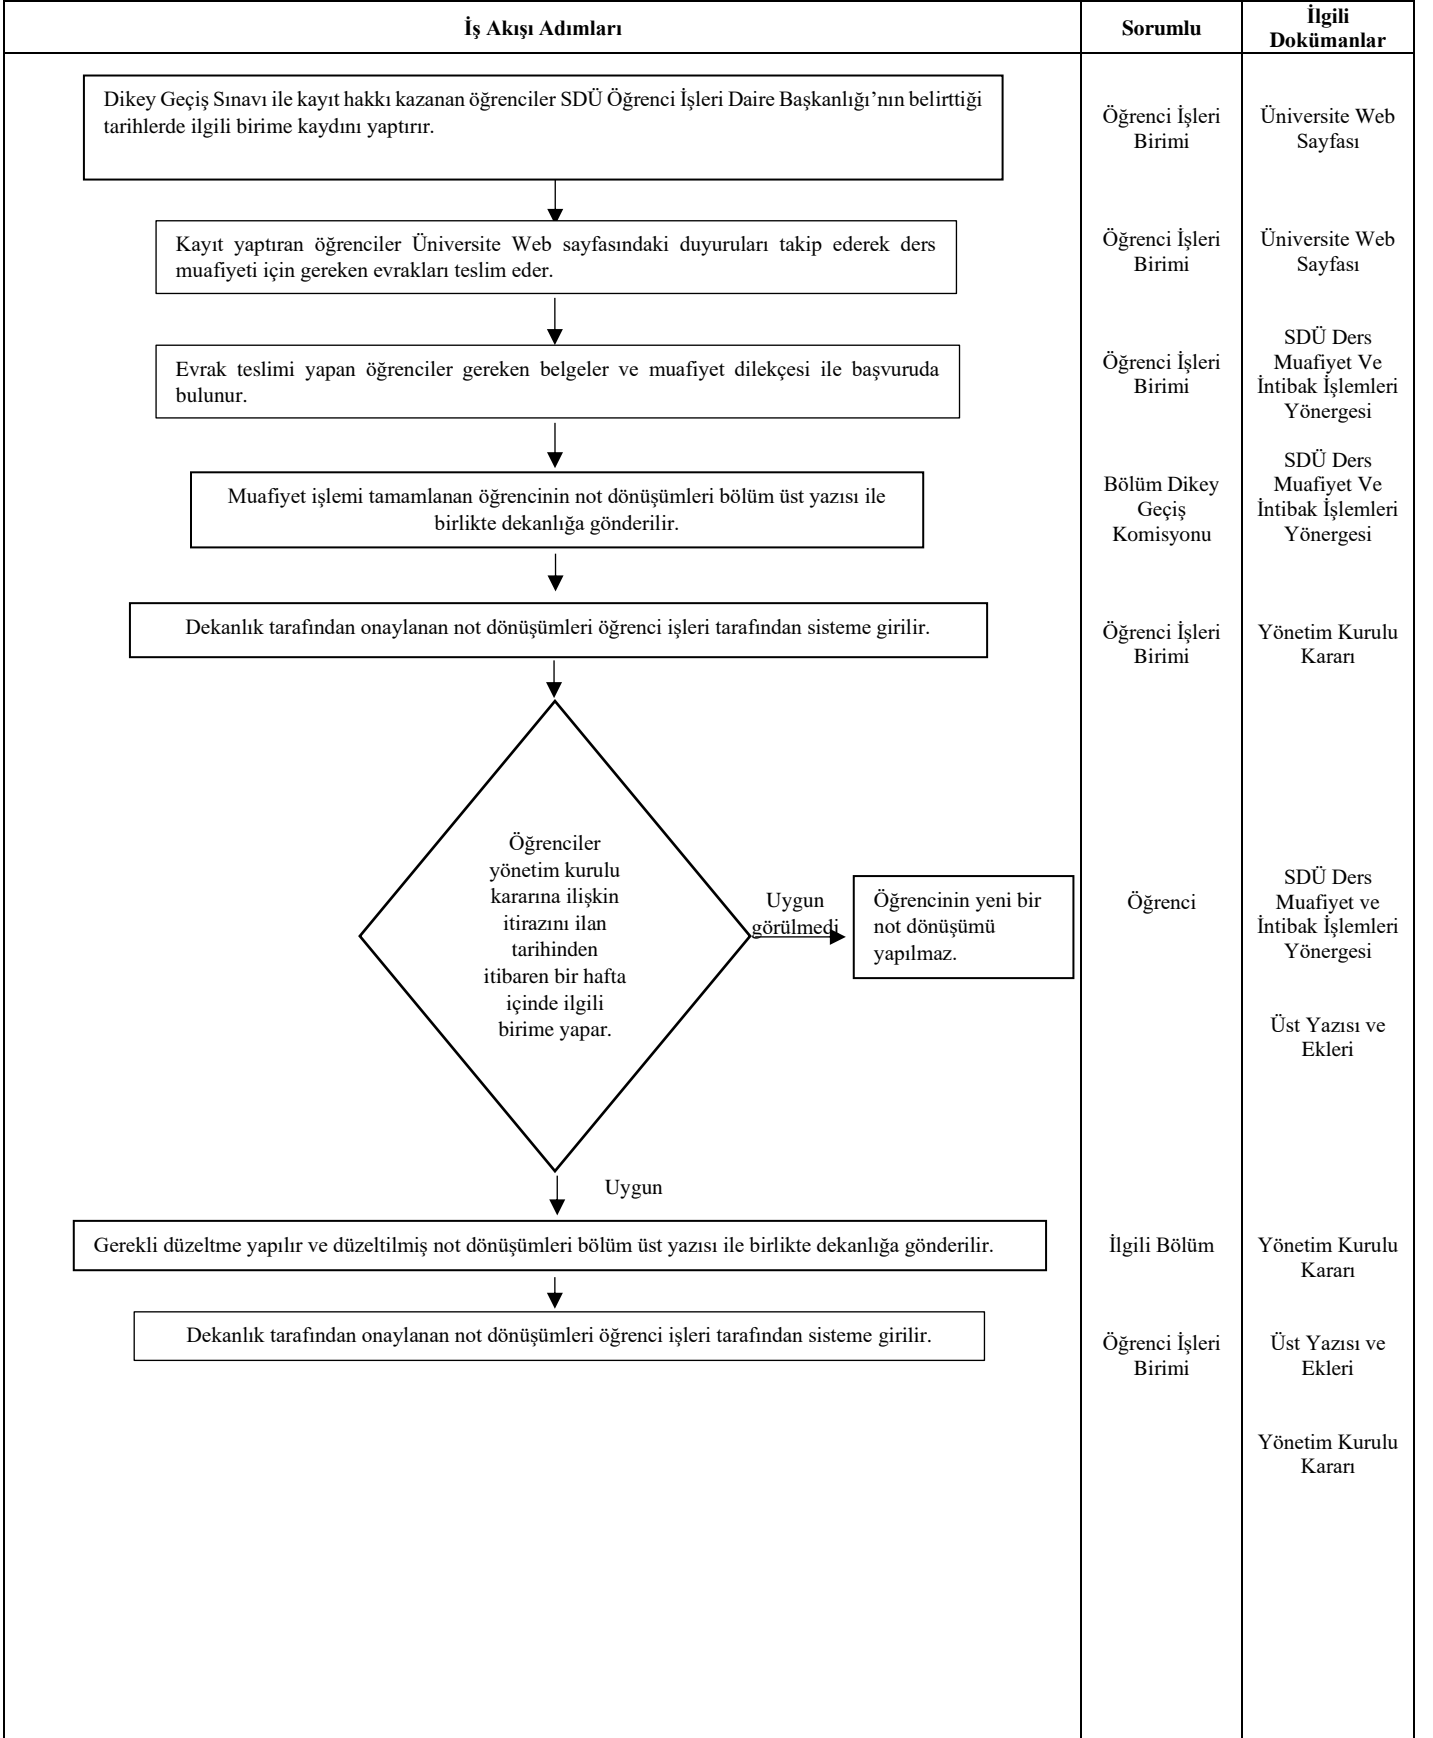 İş Akışı Adımları
Sorumlu
İlgili
Dokümanlar
Dikey Geçiş Sınavı ile kayıt hakkı kazanan öğrenciler SDÜ Öğrenci İşleri Daire Başkanlığı’nın belirttiği
tarihlerde ilgili birime kaydını yaptırır.
Öğrenci İşleri
Birimi
Üniversite Web
Sayfası
Kayıt yaptıran öğrenciler Üniversite Web sayfasındaki duyuruları takip ederek ders
muafiyeti için gereken evrakları teslim eder.
Öğrenci İşleri
Birimi
Üniversite Web
Sayfası
Evrak teslimi yapan öğrenciler gereken belgeler ve muafiyet dilekçesi ile başvuruda
bulunur.
Öğrenci İşleri
Birimi
SDÜ Ders
Muafiyet Ve
İntibak İşlemleri
Yönergesi
Muafiyet işlemi tamamlanan öğrencinin not dönüşümleri bölüm üst yazısı ile
birlikte dekanlığa gönderilir.
Bölüm Dikey
Geçiş
Komisyonu
SDÜ Ders
Muafiyet Ve
İntibak İşlemleri
Yönergesi
Dekanlık tarafından onaylanan not dönüşümleri öğrenci işleri tarafından sisteme girilir.
Öğrenci İşleri
Birimi
Yönetim Kurulu
Kararı
Öğrenciler
yönetim kurulu
kararına ilişkin
itirazını ilan
tarihinden
itibaren bir hafta
içinde ilgili
birime yapar.
Uygun
görülmedi
Öğrencinin yeni bir
not dönüşümü
yapılmaz.
Öğrenci
SDÜ Ders
Muafiyet ve
İntibak İşlemleri
Yönergesi
Üst Yazısı ve
Ekleri
Uygun
Gerekli düzeltme yapılır ve düzeltilmiş not dönüşümleri bölüm üst yazısı ile birlikte dekanlığa gönderilir.
İlgili Bölüm
Yönetim Kurulu
Kararı
Dekanlık tarafından onaylanan not dönüşümleri öğrenci işleri tarafından sisteme girilir.
Öğrenci İşleri
Birimi
Üst Yazısı ve
Ekleri
Yönetim Kurulu
Kararı